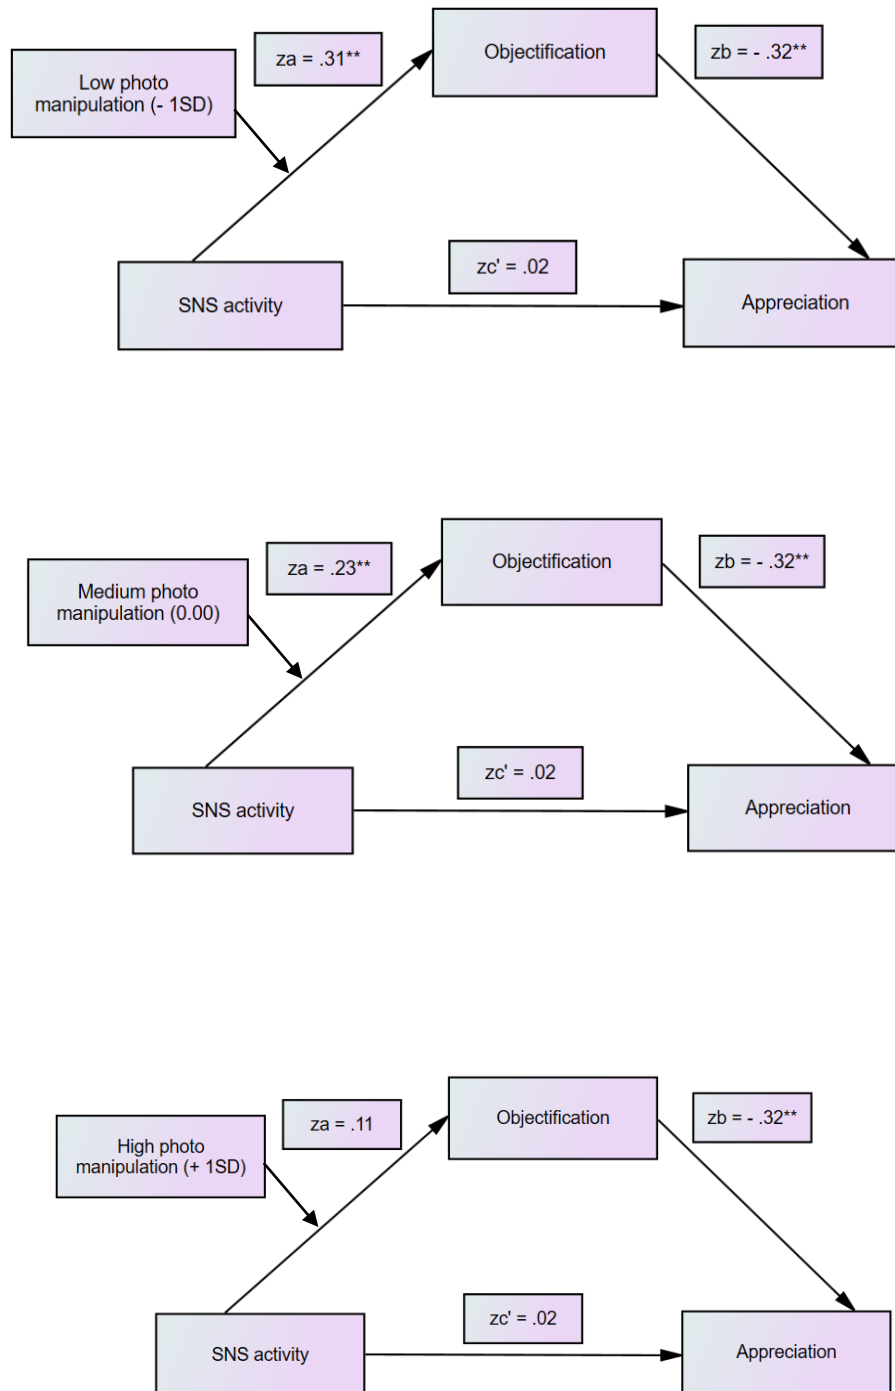 za = .31**
Objectification
zb = - .32**
Low photo
manipulation (- 1SD)
zc' = .02
SNS activity
Appreciation
za = .23**
Objectification
zb = - .32**
Medium photo
manipulation (0.00)
zc' = .02
SNS activity
Appreciation
za = .11
Objectification
zb = - .32**
High photo
manipulation (+ 1SD)
zc' = .02
SNS activity
Appreciation